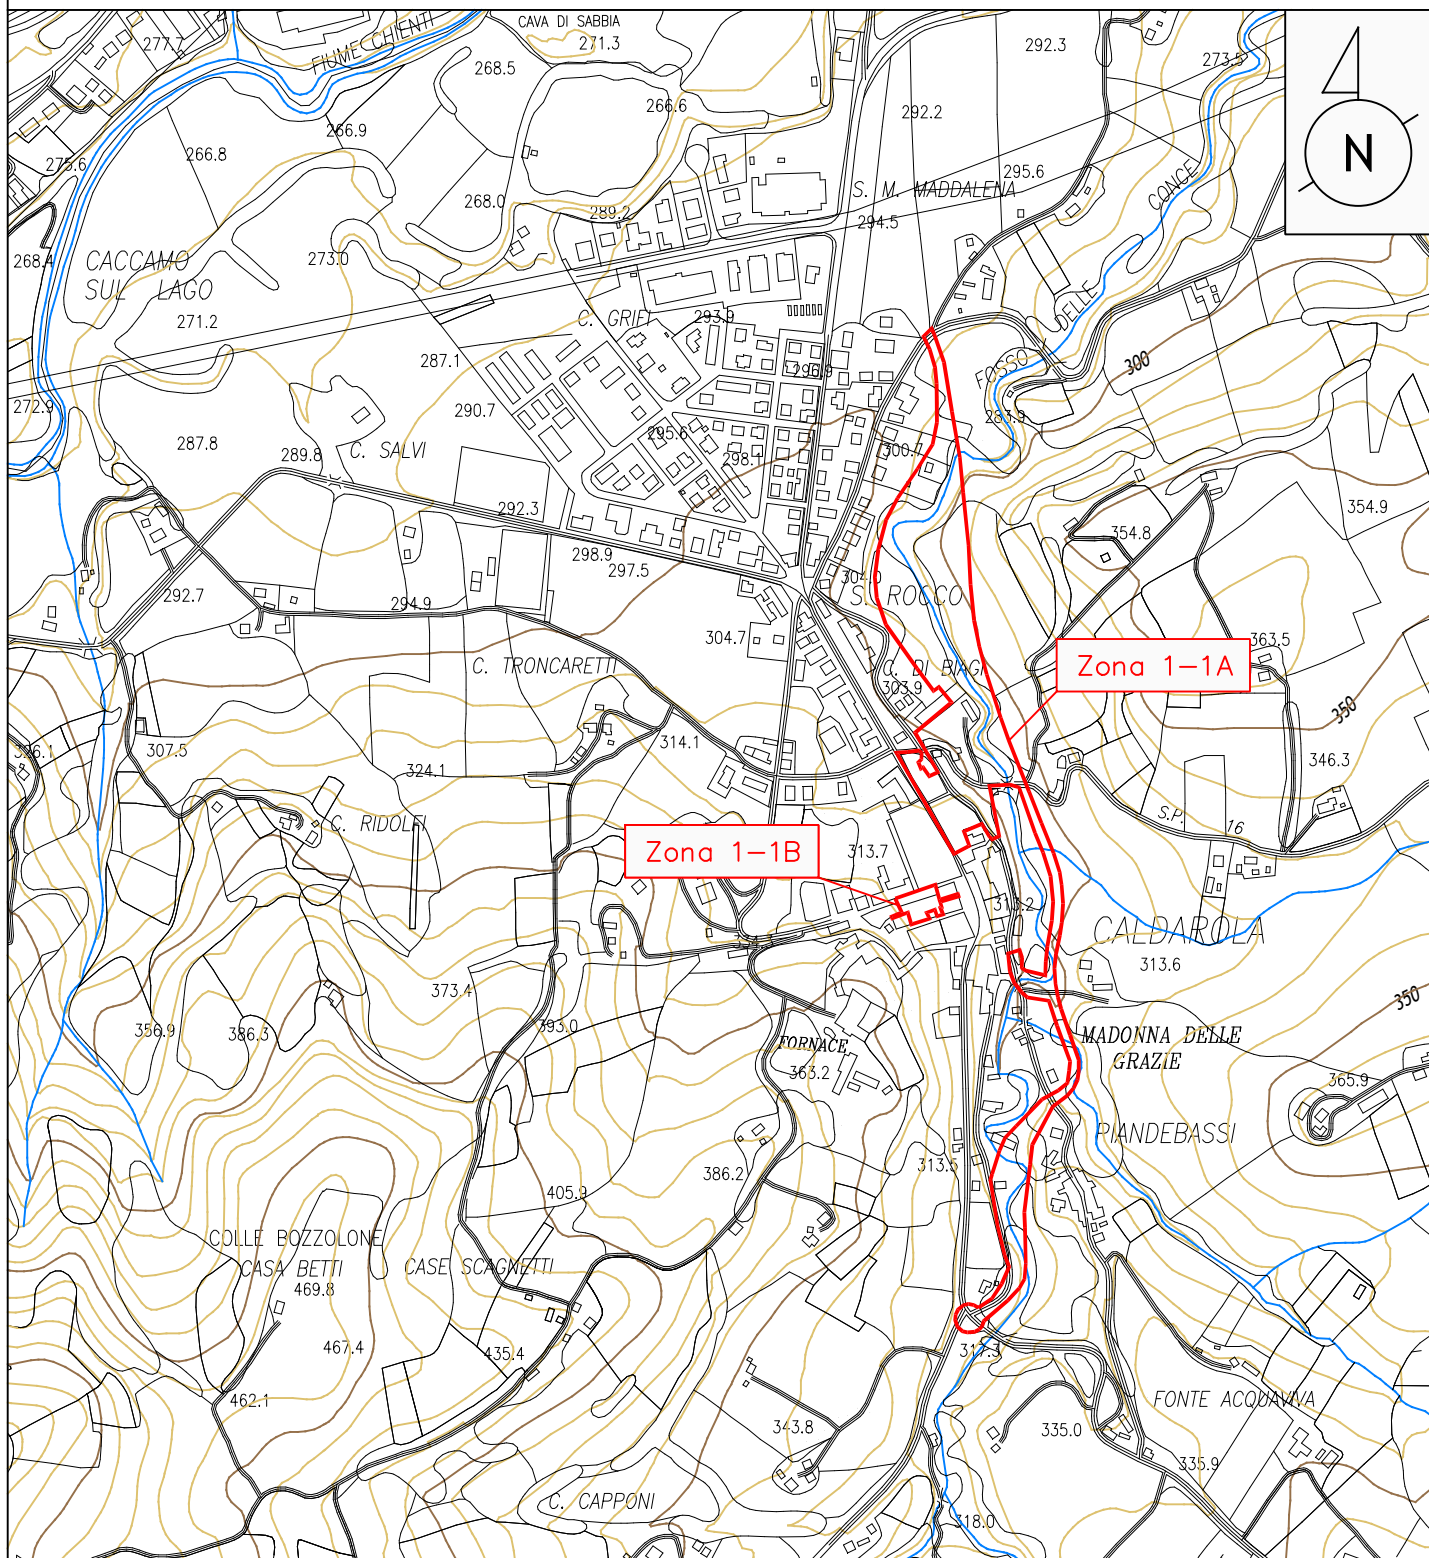 CAVA DI SABBIA
271.3
277.7
FIUME CHIENTI
268.5
292.3
273.5
266.6
292.2
266.9
275.6
266.8
295.6
N
268.0
S. M. MADDALENA
CONCE
289.2
294.5
268.4
CACCAMO
SUL LAGO
273.0
DELLE
271.2
C. GRIFI
293.9
287.1
FOSSO
300
296.9
272.9
290.7
283.9
287.8
289.8
C. SALVI
295.6
298.1
300.7
354.9
292.3
298.9
297.5
354.8
304.0
292.7
294.9
S. ROCCO
304.7
363.5
C. TRONCARETTI
C. DI BIAGI
Zona 1-1A
303.9
350
326.1
307.5
314.1
324.1
346.3
C. RIDOLFI
S.P. 16
Zona 1-1B
313.7
313.2
CALDAROLA
313.6
373.4
350
356.9
386.3
393.0
FORNACE
363.2
MADONNA DELLE
GRAZIE
365.9
PIANDEBASSI
386.2
313.5
405.9
COLLE BOZZOLONE
CASA BETTI
CASE SCAGNETTI
469.8
467.4
435.4
317.3
462.1
FONTE ACQUAVIVA
343.8
335.0
335.9
C. CAPPONI
318.0